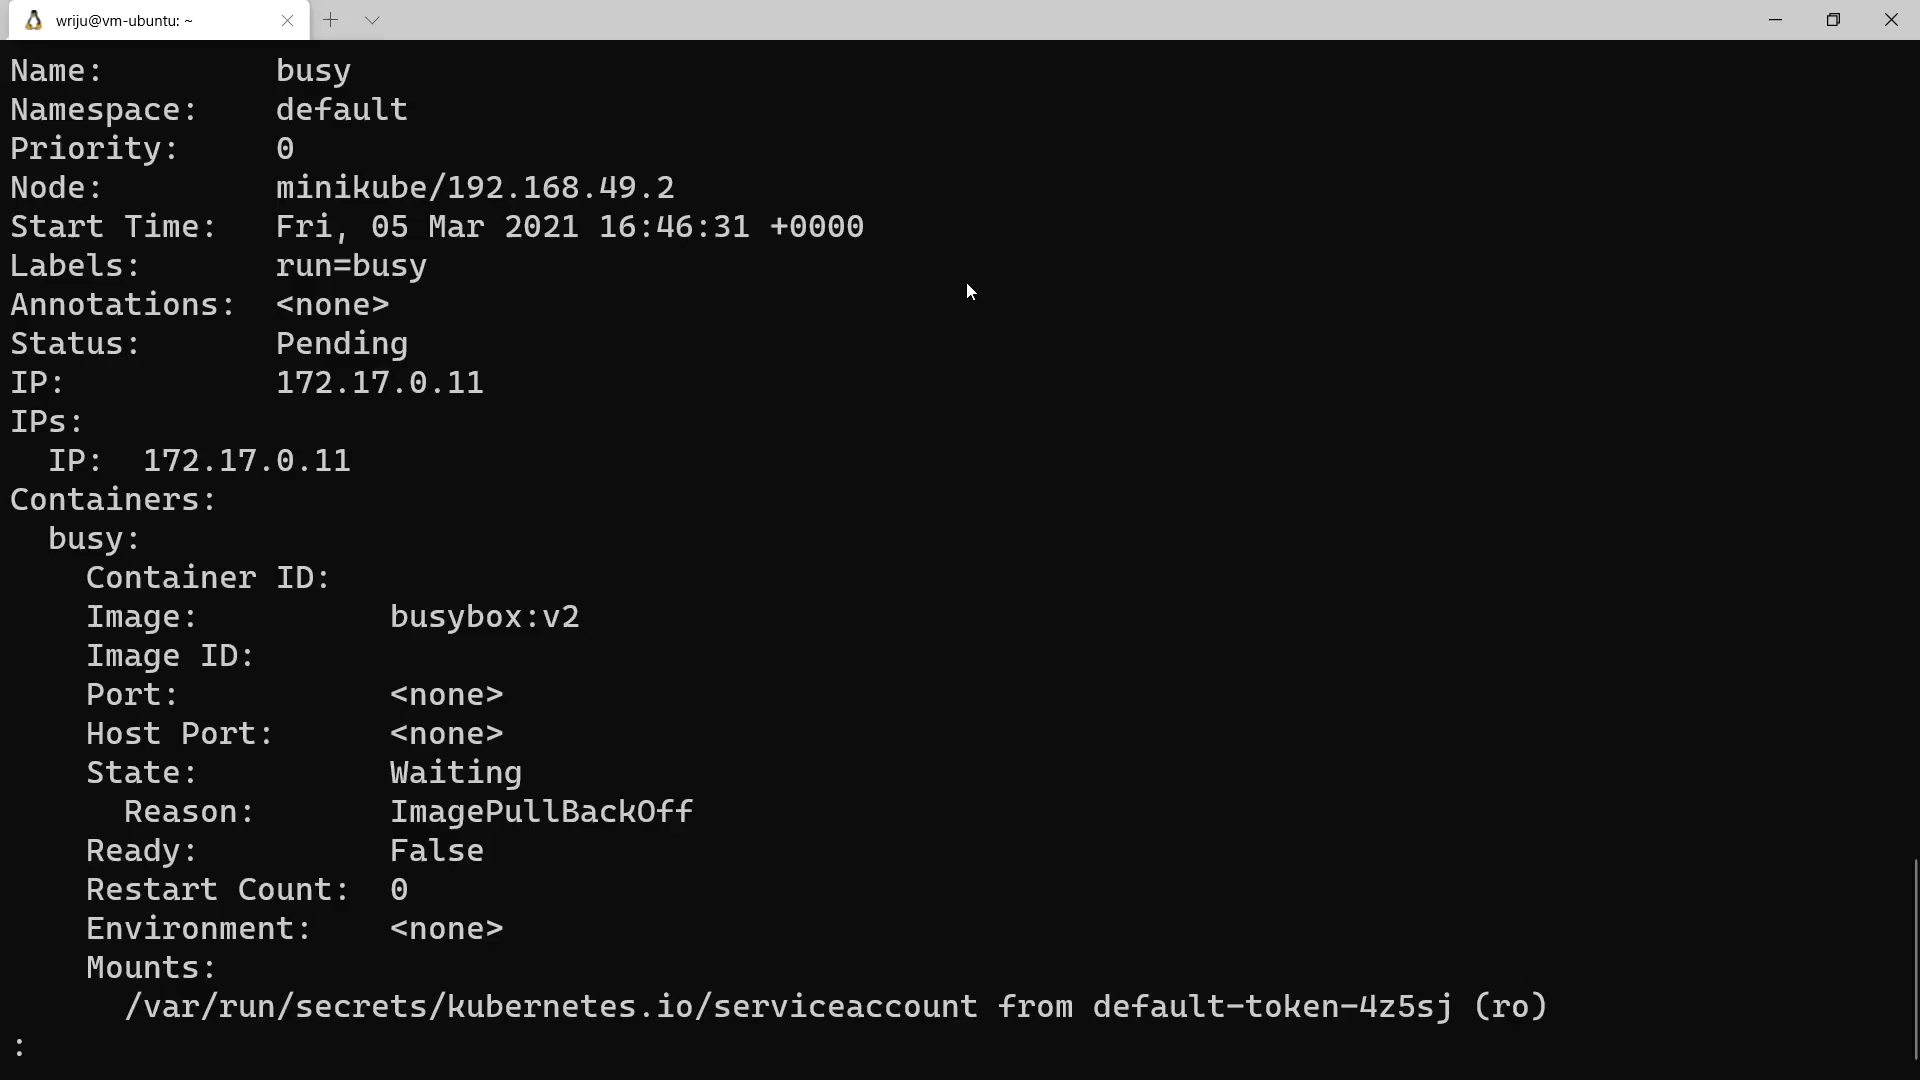 wriju@vm-ubuntu: ~
Name:         busy
Namespace:    default
Priority:     0
Node:         minikube/192.168.49.2
Start Time:   Fri, 05 Mar 2021 16:46:31 +0000
Labels:       run=busy
Annotations:  <none>
Status:       Pending
IP:           172.17.0.11
IPs:
  IP:  172.17.0.11
Containers:
  busy:
    Container ID:
    Image:          busybox:v2
    Image ID:
    Port:           <none>
    Host Port:      <none>
    State:          Waiting
      Reason:       ImagePullBackOff
    Ready:          False
    Restart Count:  0
    Environment:    <none>
    Mounts:
      /var/run/secrets/kubernetes.io/serviceaccount from default-token-4z5sj (ro)
: